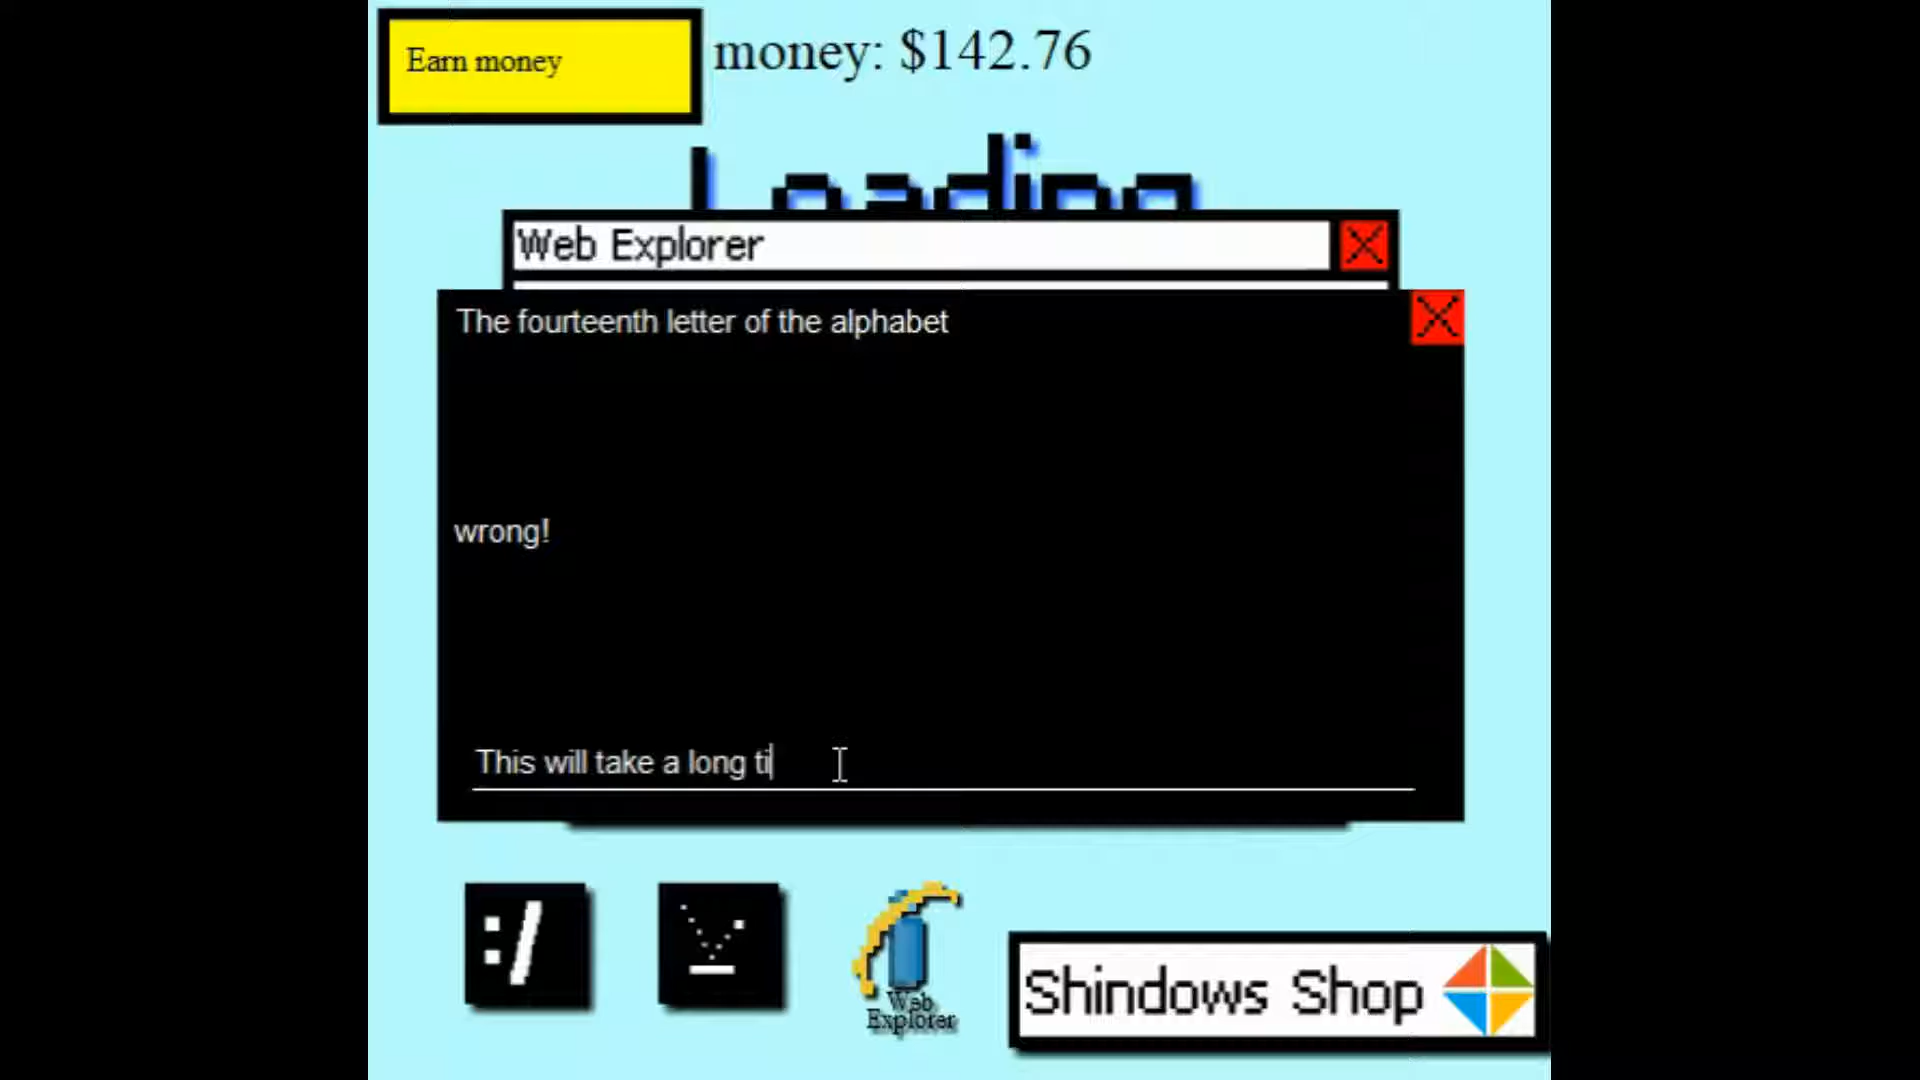 Earn money
money: $142.76
Loading
Web Explorer
The fourteenth letter of the alphabet
wrong!
This will take a long ti
:/
Web
Explorer
Shindows Shop